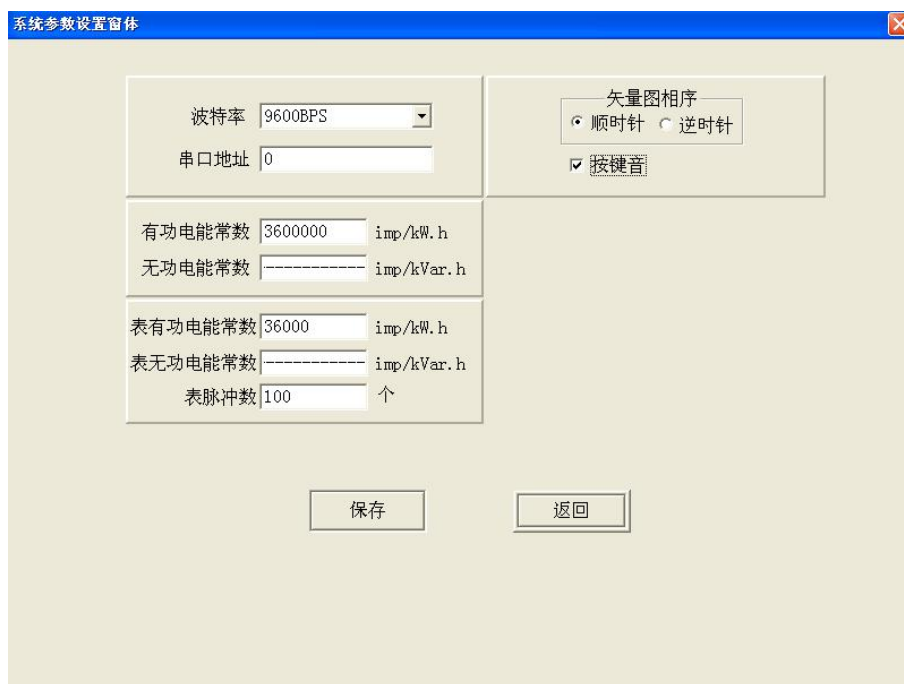 系统参数设置窗体
波特率 9600BPS
串口地址 0
矢量图相序
顺时针 逆时针
按键音
有功电能常数 3600000 imp/kW.h
无功电能常数 ----------- imp/kVar.h
表有功电能常数 36000 imp/kW.h
表无功电能常数 ----------- imp/kVar.h
表脉冲数 100 个
保存 返回